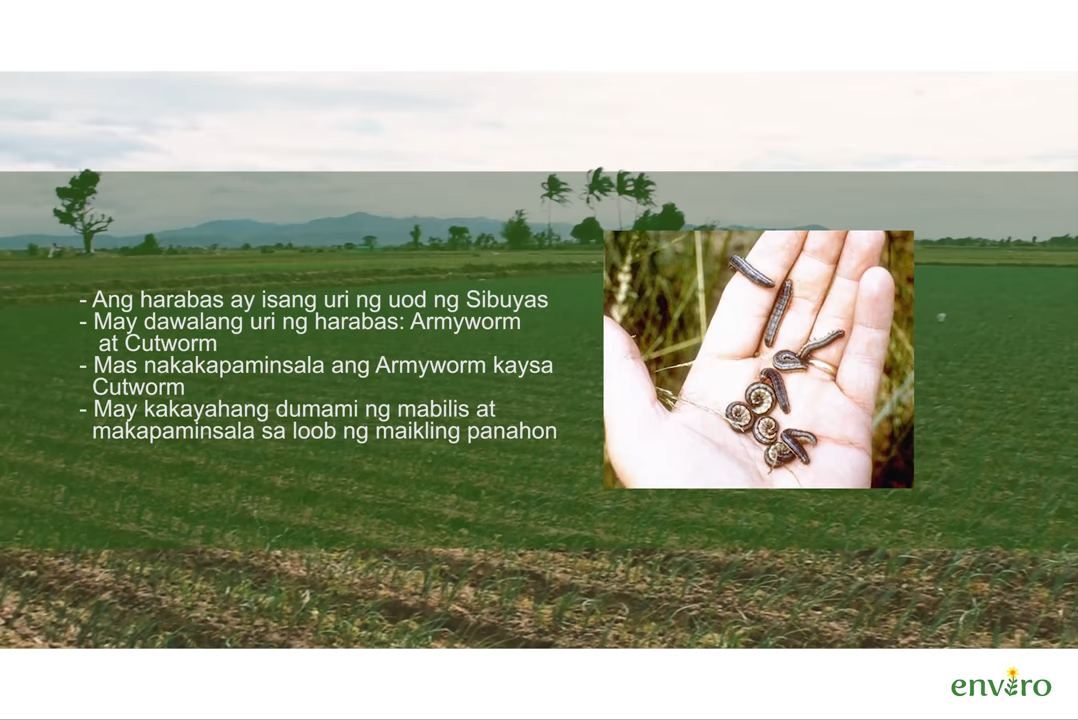 - Ang harabas ay isang uri ng uod ng Sibuyas
- May dawalang uri ng harabas: Armyworm
at Cutworm
- Mas nakakapaminsala ang Armyworm kaysa
Cutworm
- May kakayahang dumami ng mabilis at
makapaminsala sa loob ng maikling panahon
enviro